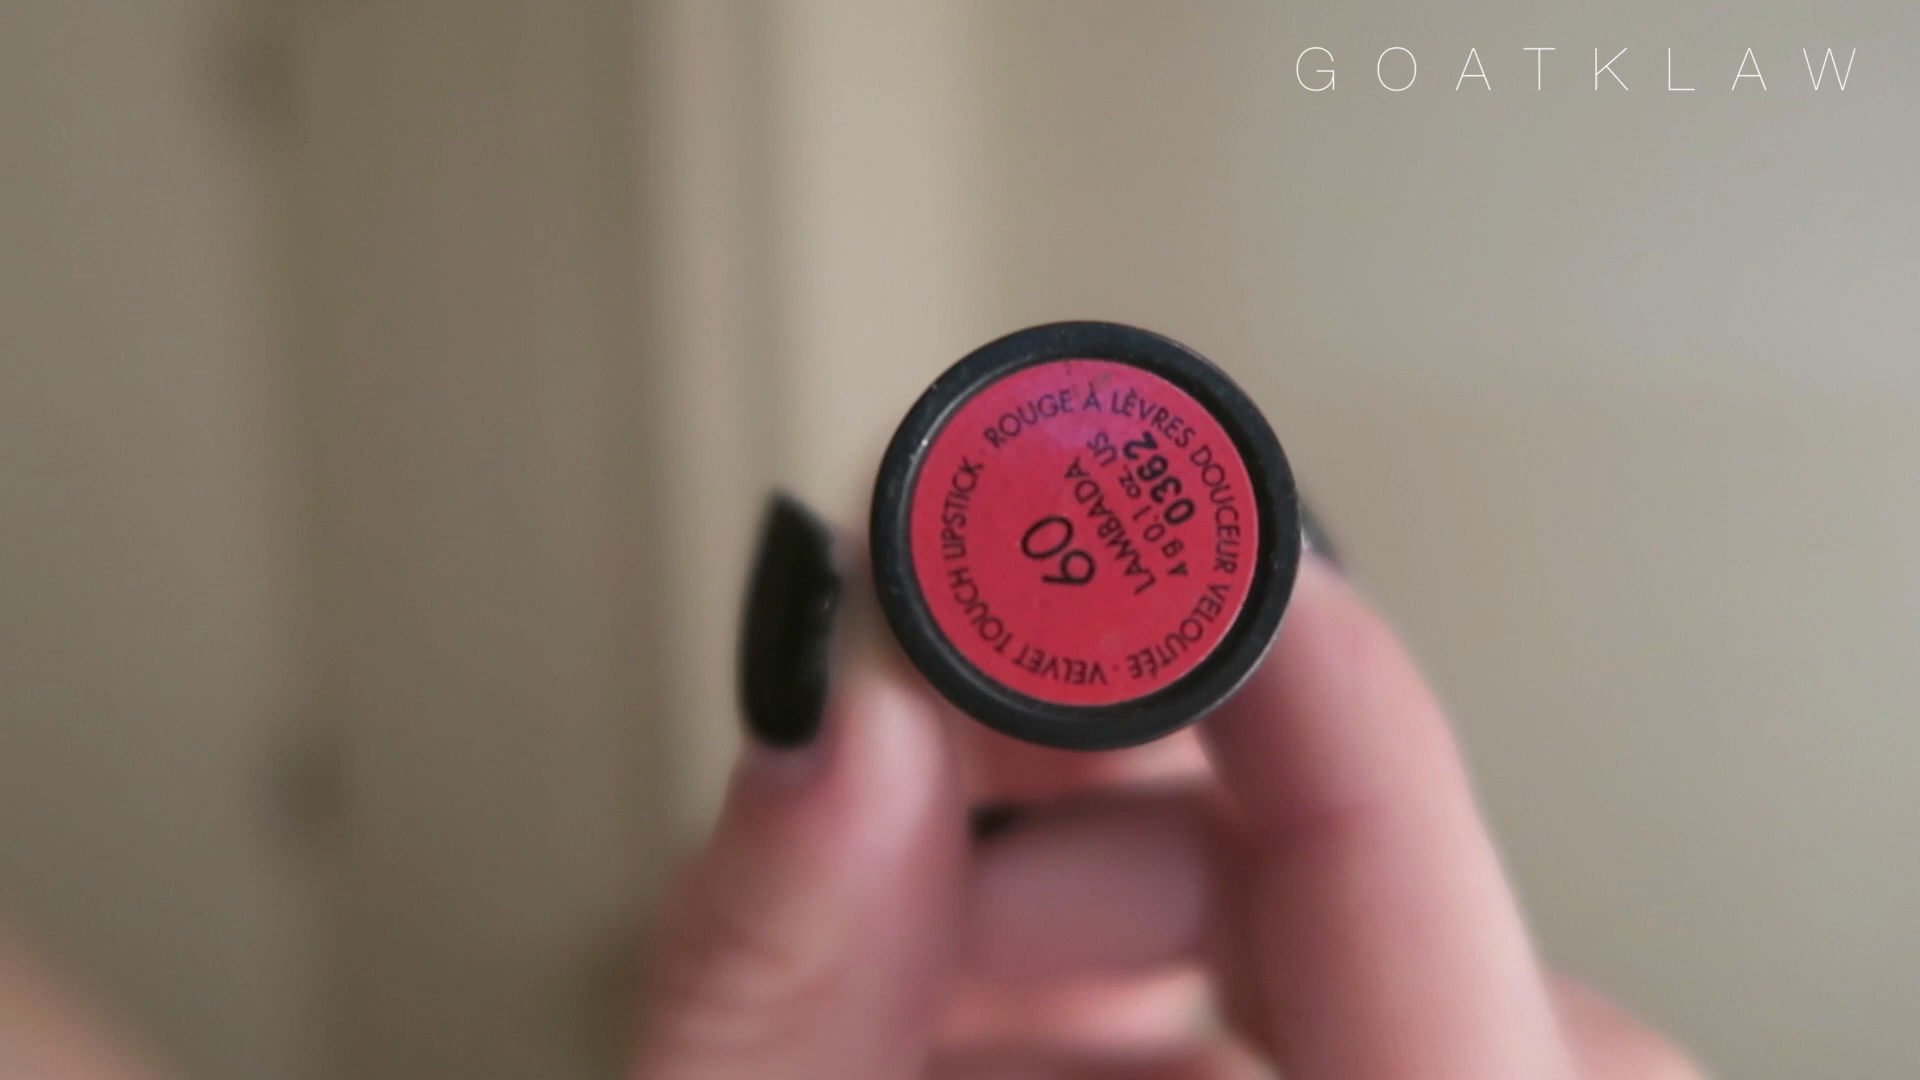 GOATKLAW
ROUGE À LÈVRES DOUCEUR VELOUTÉE · VELVET TOUCH LIPSTICK ·
60
LAMBADA
4 g 0.1 oz. US
0362